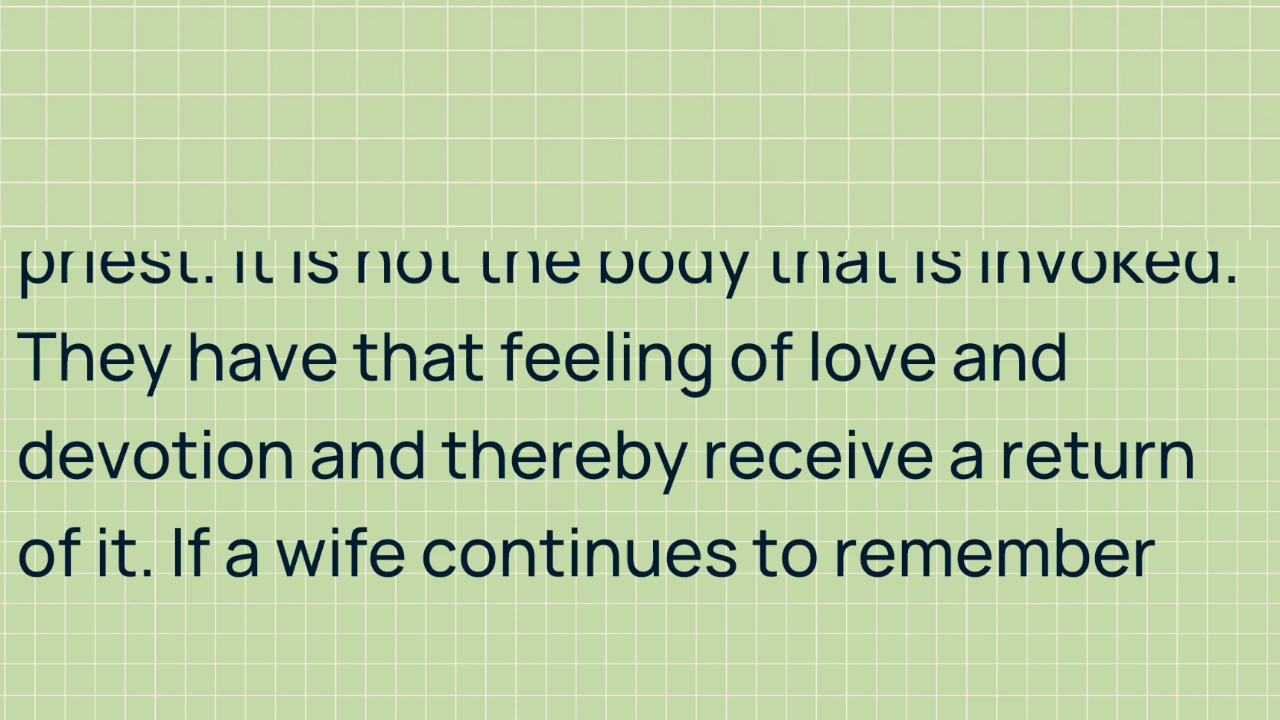 priest. It is not the body that is invoked.
They have that feeling of love and
devotion and thereby receive a return
of it. If a wife continues to remember